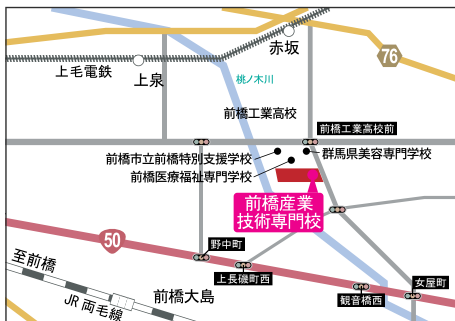 赤坂
76
上毛電鉄
上泉
桃ノ木川
前橋工業高校
前橋工業高校前
前橋市立前橋特別支援学校
群馬県美容専門学校
前橋医療福祉専門学校
前橋産業
技術専門校
50
野中町
至前橋
上長磯町西
女屋町
前橋大島
観音橋西
JR両毛線